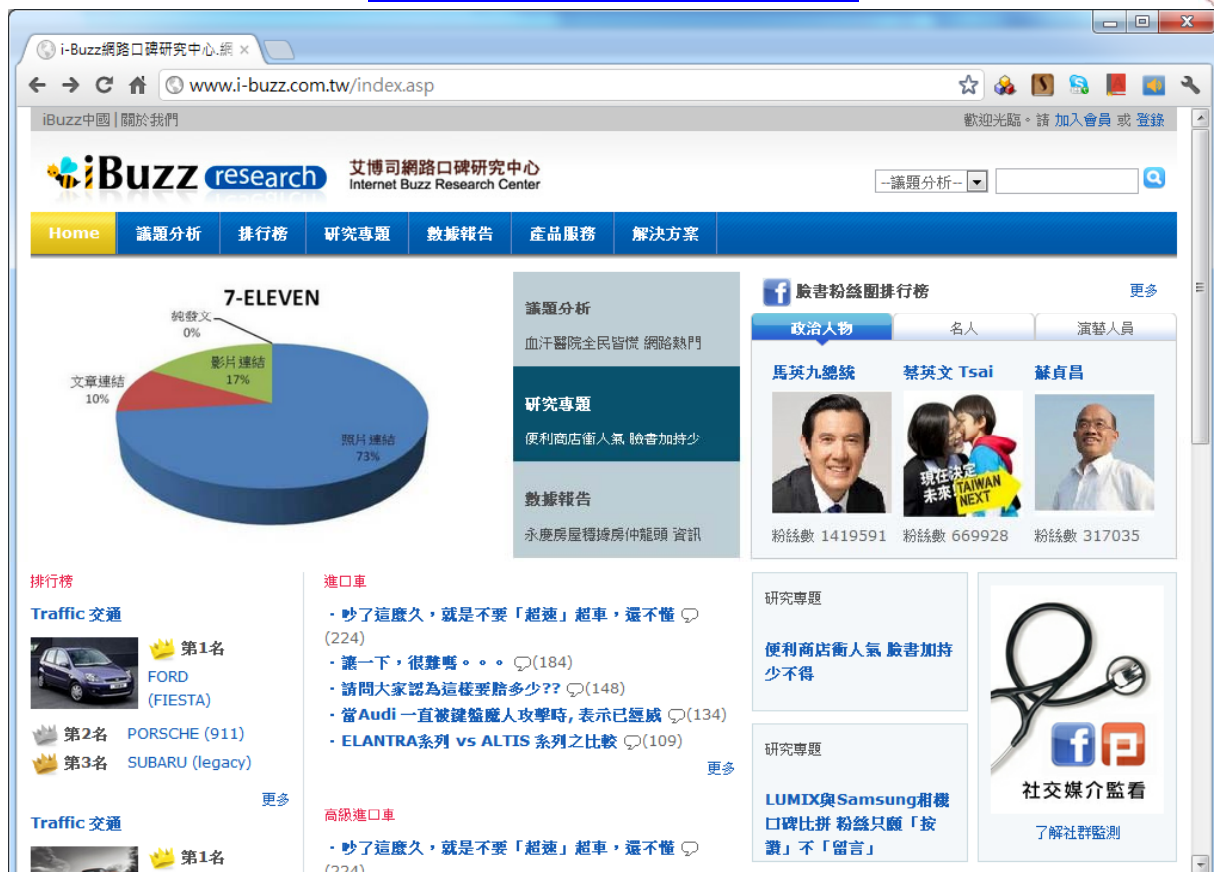 i-Buzz網路口碑研究中心.網
www.i-buzz.com.tw/index.asp
iBuzz中國 | 關於我們
歡迎光臨。請 加入會員 或 登錄
iBuzz research
艾博司網路口碑研究中心
Internet Buzz Research Center
--議題分析--
Home 議題分析 排行榜 研究專題 數據報告 產品服務 解決方案
7-ELEVEN
純發文
0%
影片連結
17%
文章連結
10%
照片連結
73%
議題分析
血汗醫院全民皆慌 網路熱門
研究專題
便利商店衝人氣 臉書加持少
數據報告
永慶房屋穩據房仲龍頭 資訊
臉書粉絲團排行榜
更多
政治人物 名人 演藝人員
馬英九總統 蔡英文 Tsai 蘇貞昌
現在決定
未來!
TAIWAN
NEXT
粉絲數 1419591 粉絲數 669928 粉絲數 317035
排行榜
Traffic 交通
第1名
FORD
(FIESTA)
第2名 PORSCHE (911)
第3名 SUBARU (legacy)
更多
Traffic 交通
第1名
進口車
‧吵了這麼久，就是不要「超速」超車，還不懂
(224)
‧讓一下，很難嗎。。。 (184)
‧請問大家認為這樣要賠多少?? (148)
‧當Audi 一直被鍵盤魔人攻擊時, 表示已經威 (134)
‧ELANTRA系列 vs ALTIS 系列之比較 (109)
更多
高級進口車
‧吵了這麼久，就是不要「超速」超車，還不懂
(224)
研究專題
便利商店衝人氣 臉書加持
少不得
研究專題
LUMIX與Samsung相機
口碑比拼 粉絲只願「按
讚」不「留言」
社交媒介監看
了解社群監測